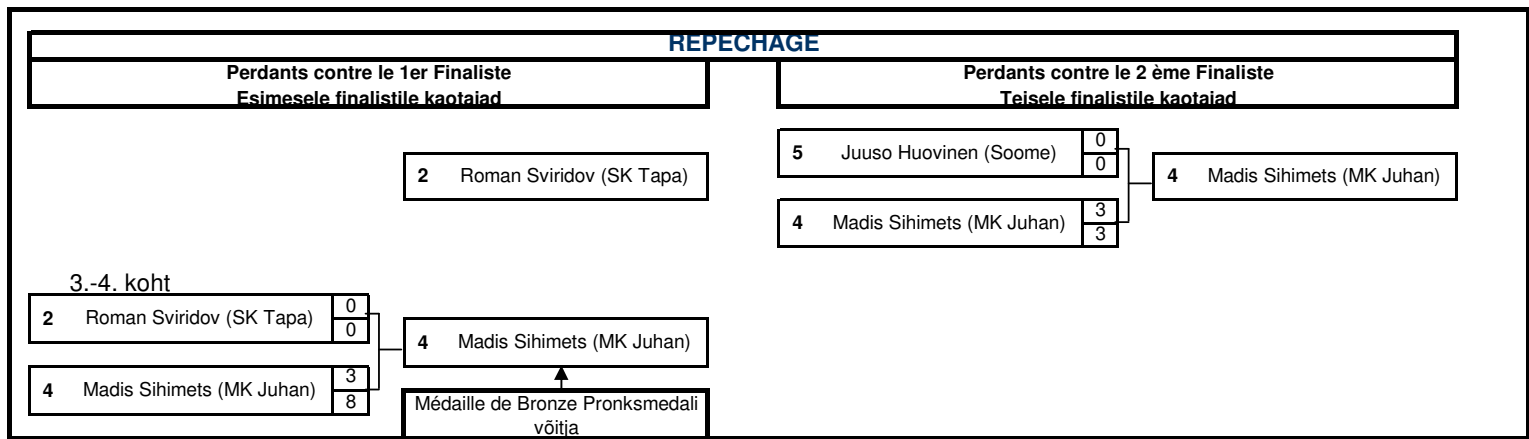 REPECHAGE
Perdants contre le 1er Finaliste
Esimesele finalistile kaotajad
Perdants contre le 2 ème Finaliste
Teisele finalistile kaotajad
2 Roman Sviridov (SK Tapa)
5 Juuso Huovinen (Soome) 0
0
4 Madis Sihimets (MK Juhan)
4 Madis Sihimets (MK Juhan) 3
3
3.-4. koht
2 Roman Sviridov (SK Tapa) 0
0
4 Madis Sihimets (MK Juhan)
4 Madis Sihimets (MK Juhan) 3
8
Médaille de Bronze Pronksmedali
võitja